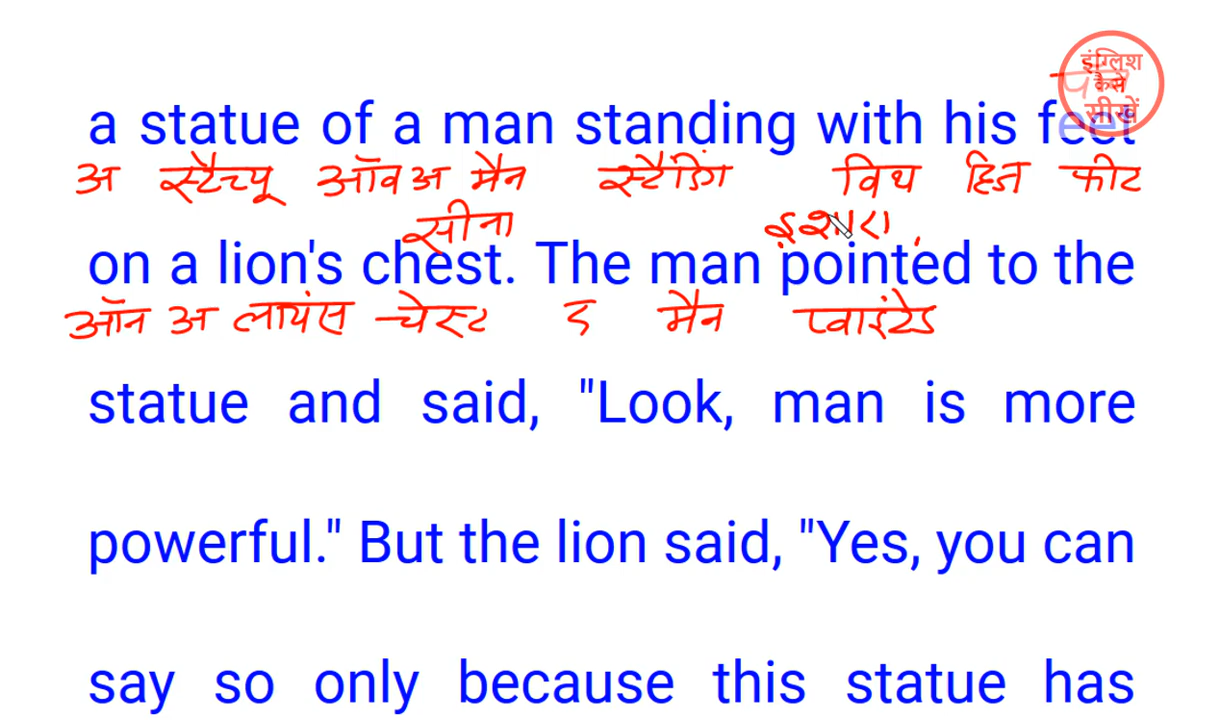 इंग्लिश
कैसे
सीखें
a statue of a man standing with his feet
अ स्टैच्यू ऑव अ मैन स्टैंडिंग विथ हिज फीट
सीना इशारा
on a lion's chest. The man pointed to the
ऑन अ लायंस चेस्ट द मैन प्वाइंटेड
statue and said, "Look, man is more
powerful." But the lion said, "Yes, you can
say so only because this statue has